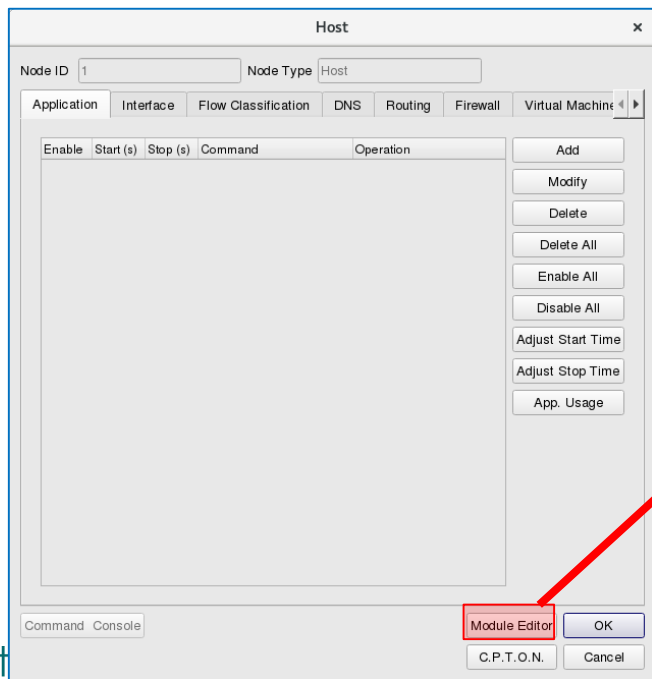 Host
Node ID 1 Node Type Host
Application Interface Flow Classification DNS Routing Firewall Virtual Machine
Enable Start (s) Stop (s) Command Operation
Add
Modify
Delete
Delete All
Enable All
Disable All
Adjust Start Time
Adjust Stop Time
App. Usage
Command Console Module Editor OK
C.P.T.O.N. Cancel